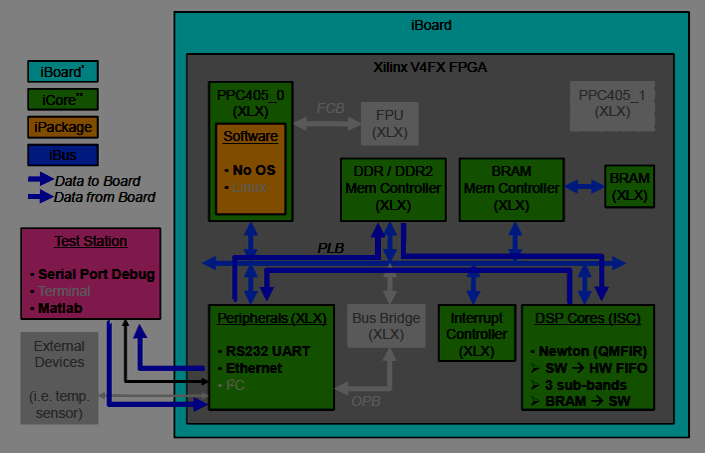 iBoard
Xilinx V4FX FPGA
iBoard*
iCore**
iPackage
iBus
Data to Board
Data from Board
PPC405_0
(XLX)
Software
• No OS
• Linux
FCB
FPU
(XLX)
PPC405_1
(XLX)
DDR / DDR2
Mem Controller
(XLX)
BRAM
Mem Controller
(XLX)
BRAM
(XLX)
PLB
Test Station
• Serial Port Debug
• Terminal
• Matlab
External
Devices
(i.e. temp.
sensor)
Peripherals (XLX)
• RS232 UART
• Ethernet
• I²C
Bus Bridge
(XLX)
OPB
Interrupt
Controller
(XLX)
DSP Cores (ISC)
• Newton (QMFIR)
➢ SW → HW FIFO
➢ 3 sub-bands
➢ BRAM → SW